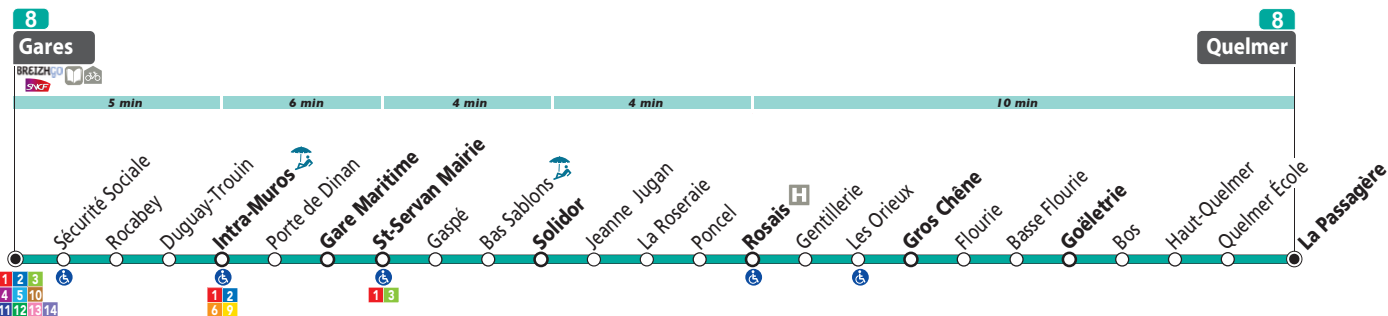 8
8
Gares
Quelmer
BREIZHGO
SNCF
5 min
6 min
4 min
4 min
10 min
Sécurité Sociale
Rocabey
Duguay-Trouin
Intra-Muros
Porte de Dinan
Gare Maritime
St-Servan Mairie
Gaspé
Bas Sablons
Solidor
Jeanne Jugan
La Roseraie
Poncel
Rosais
H
Gentillerie
Les Orieux
Gros Chêne
Flourie
Basse Flourie
Goëletrie
Bos
Haut-Quelmer
Quelmer École
La Passagère
1 2 3
4 5 10
11 12 13 14
1 2
6 9
1 3